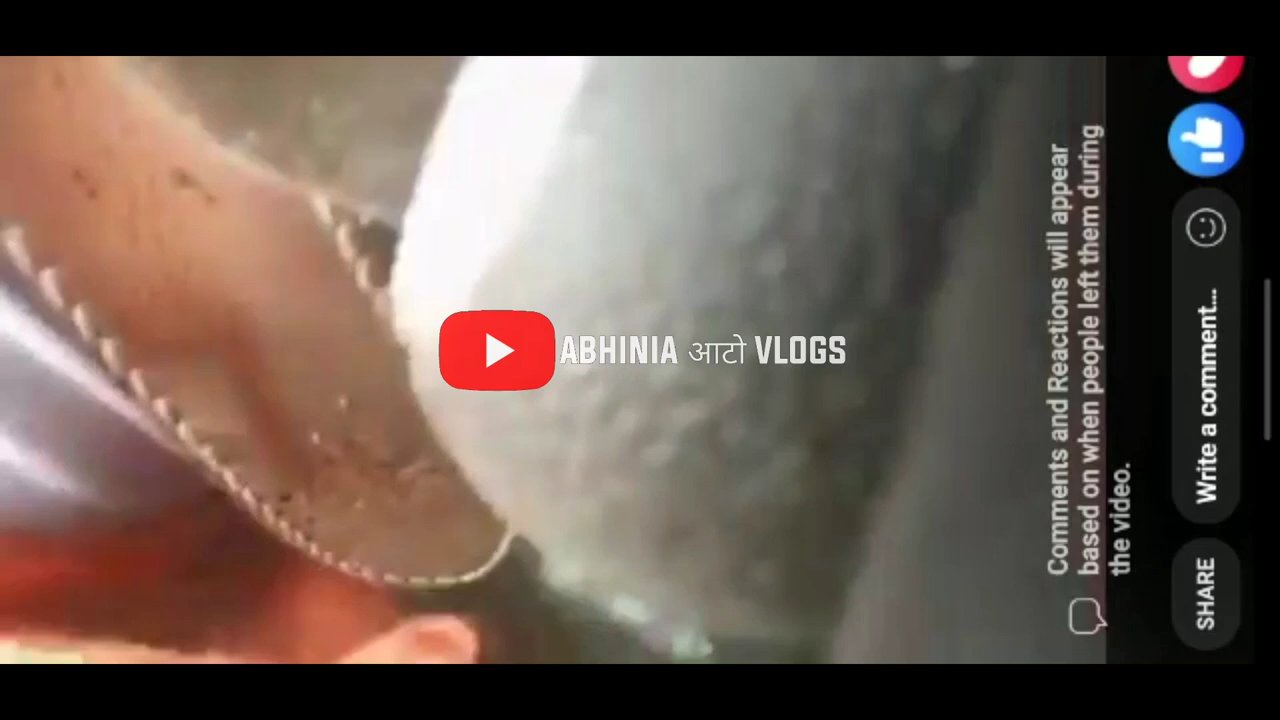 ABHINIA आटो VLOGS
Comments and Reactions will appear
based on when people left them during
the video.
Write a comment...
SHARE